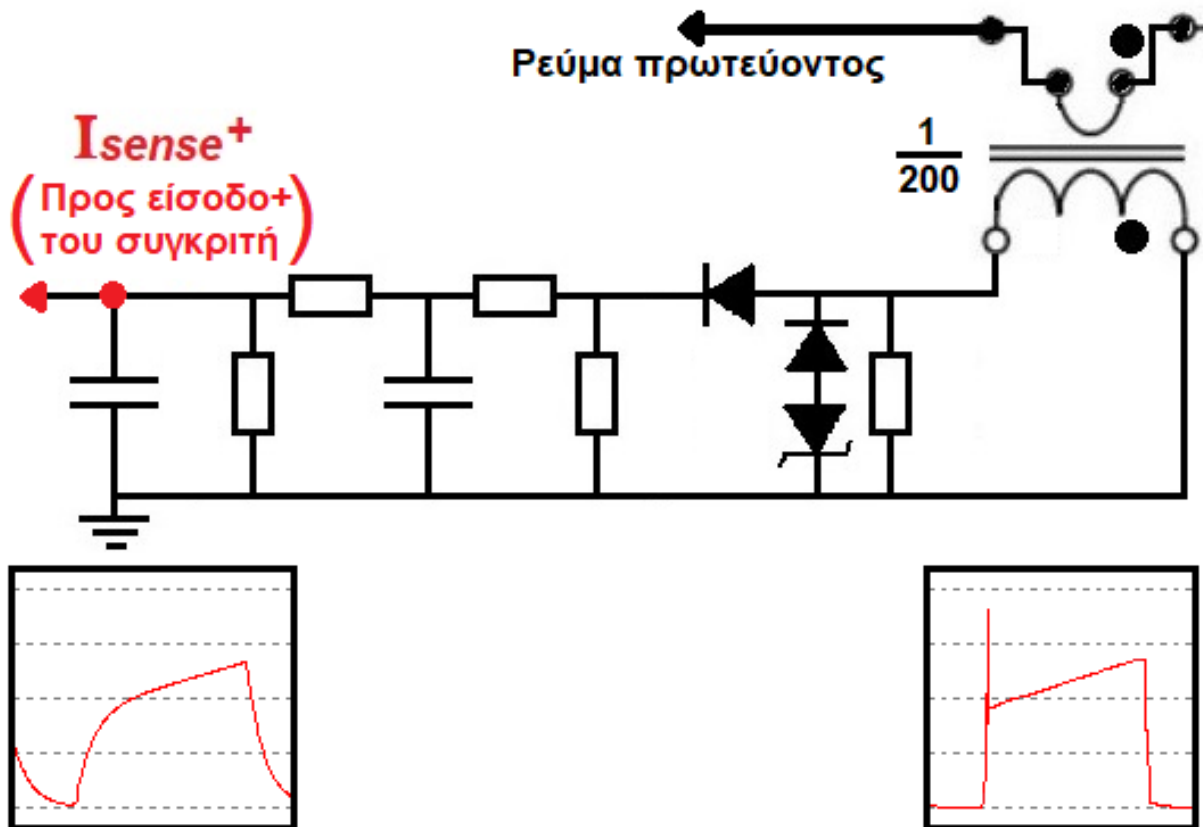 Ρεύμα πρωτεύοντος
1
200
Isense+
(Προς είσοδο+
του συγκριτή)